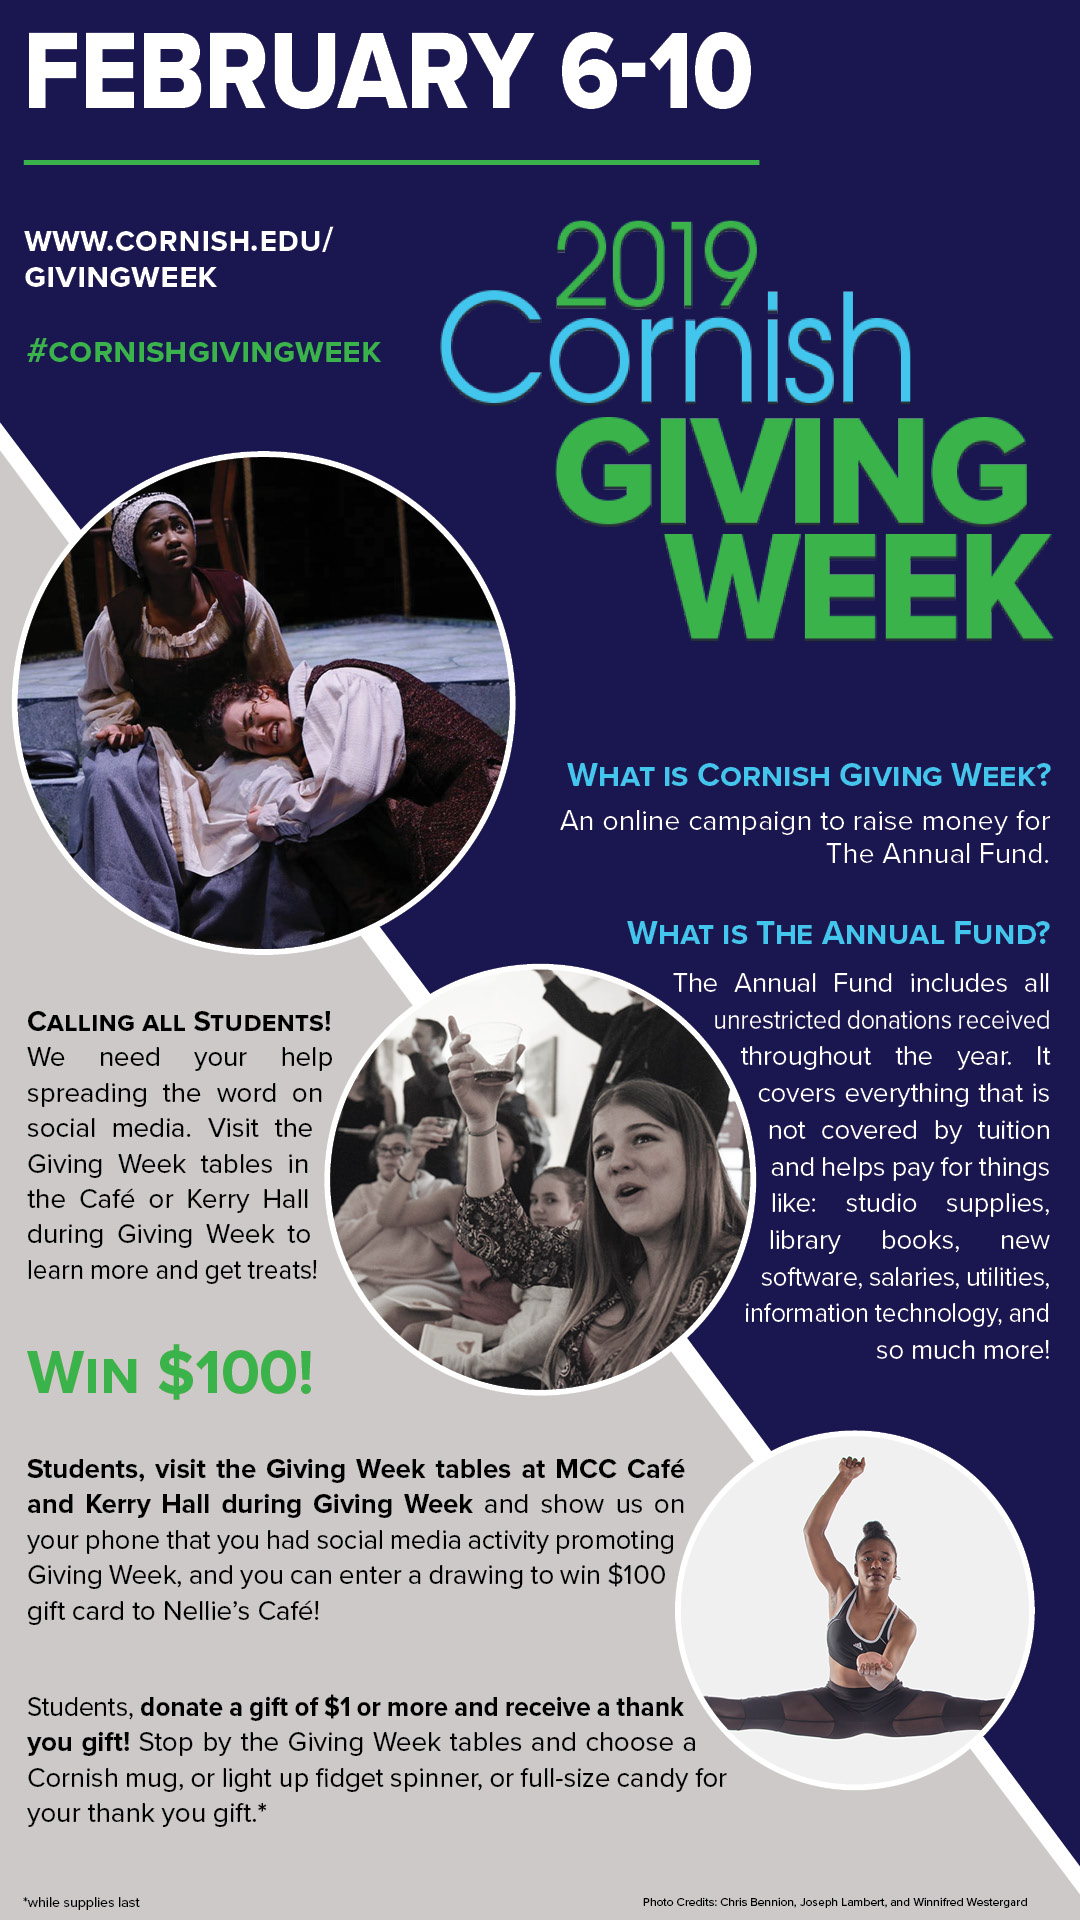 FEBRUARY 6-10
WWW.CORNISH.EDU/
GIVINGWEEK
#CORNISHGIVINGWEEK
2019
Cornish
GIVING
WEEK
WHAT IS CORNISH GIVING WEEK?
An online campaign to raise money for
The Annual Fund.
WHAT IS THE ANNUAL FUND?
The Annual Fund includes all
unrestricted donations received
throughout the year. It
covers everything that is
not covered by tuition
and helps pay for things
like: studio supplies,
library books, new
software, salaries, utilities,
information technology, and
so much more!
CALLING ALL STUDENTS!
We need your help
spreading the word on
social media. Visit the
Giving Week tables in
the Café or Kerry Hall
during Giving Week to
learn more and get treats!
WIN $100!
Students, visit the Giving Week tables at MCC Café
and Kerry Hall during Giving Week and show us on
your phone that you had social media activity promoting
Giving Week, and you can enter a drawing to win $100
gift card to Nellie's Café!
Students, donate a gift of $1 or more and receive a thank
you gift! Stop by the Giving Week tables and choose a
Cornish mug, or light up fidget spinner, or full-size candy for
your thank you gift.*
*while supplies last
Photo Credits: Chris Bennion, Joseph Lambert, and Winnifred Westergard